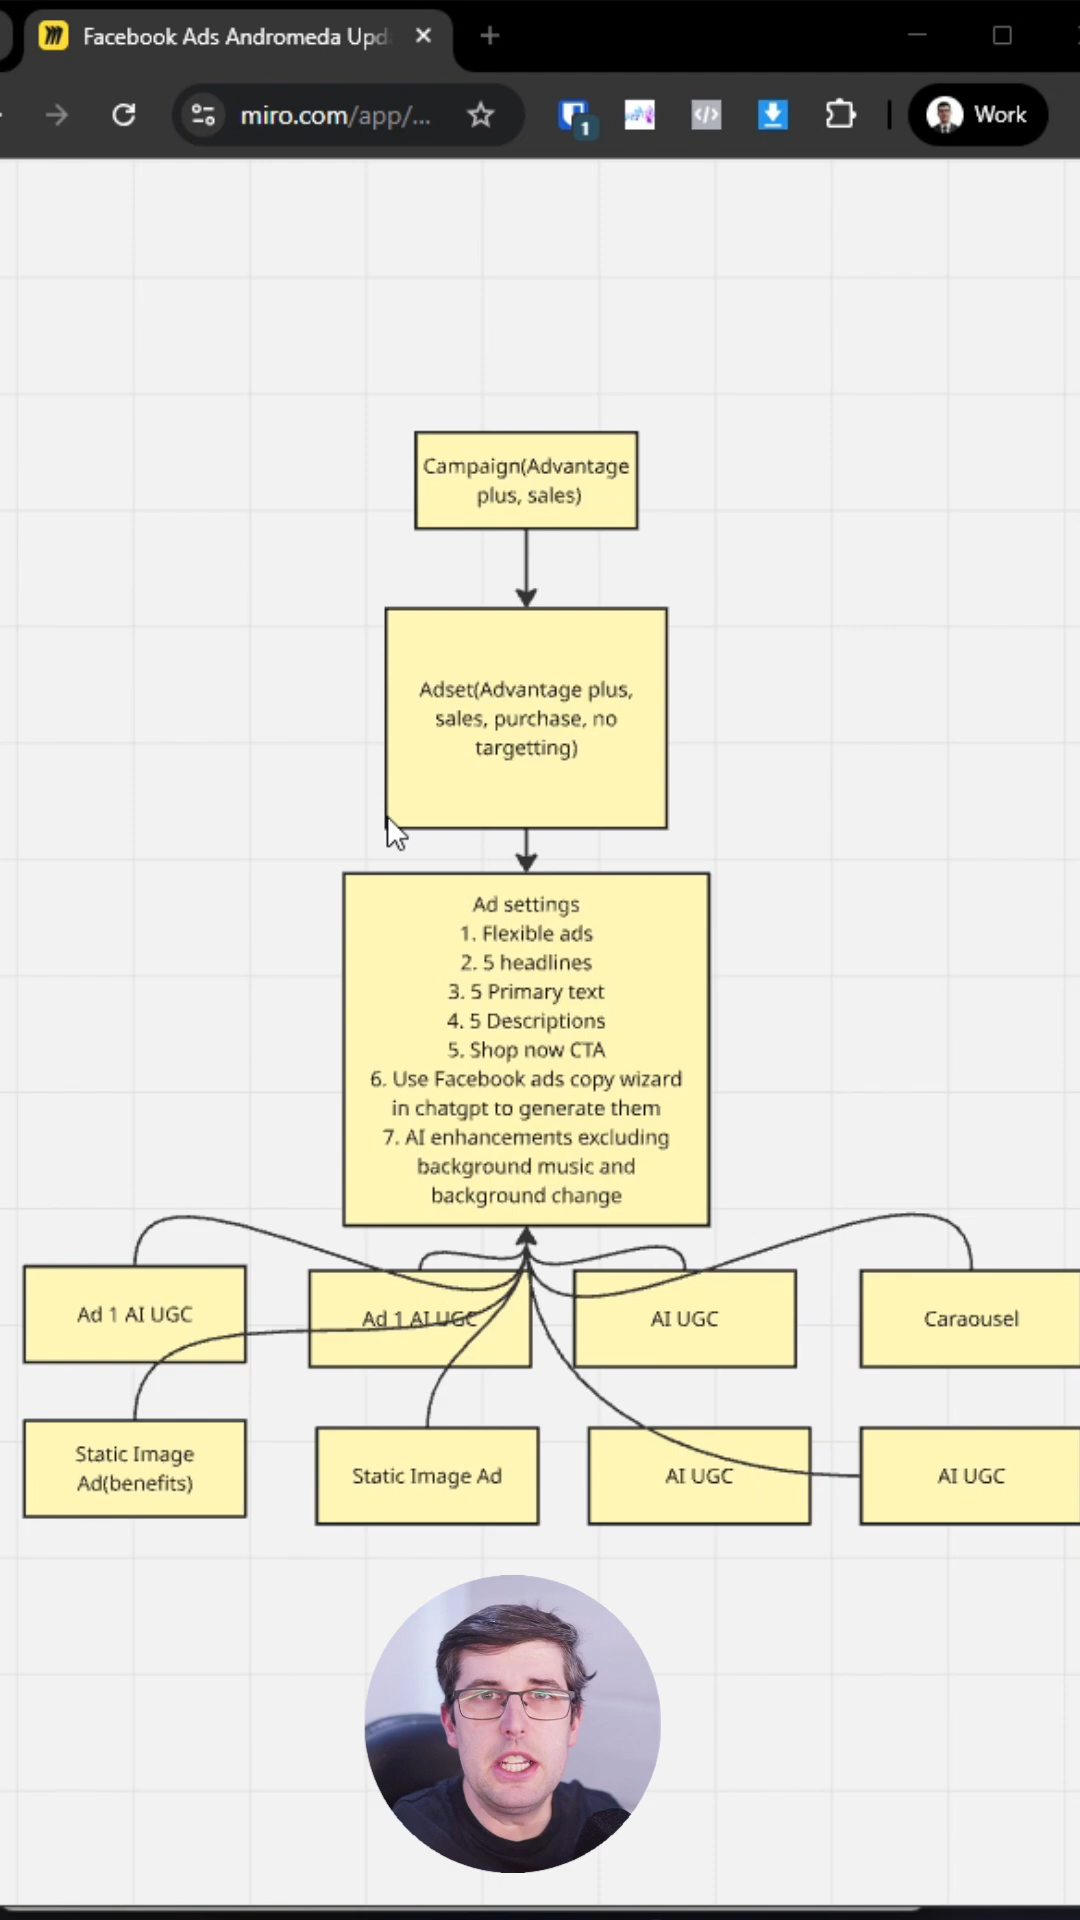 Facebook Ads Andromeda Upd
miro.com/app/...
1
Work
Campaign(Advantage
plus, sales)
Adset(Advantage plus,
sales, purchase, no
targetting)
Ad settings
1. Flexible ads
2. 5 headlines
3. 5 Primary text
4. 5 Descriptions
5. Shop now CTA
6. Use Facebook ads copy wizard
in chatgpt to generate them
7. AI enhancements excluding
background music and
background change
Ad 1 AI UGC
Ad 1 AI UGC
AI UGC
Caraousel
Static Image
Ad(benefits)
Static Image Ad
AI UGC
AI UGC